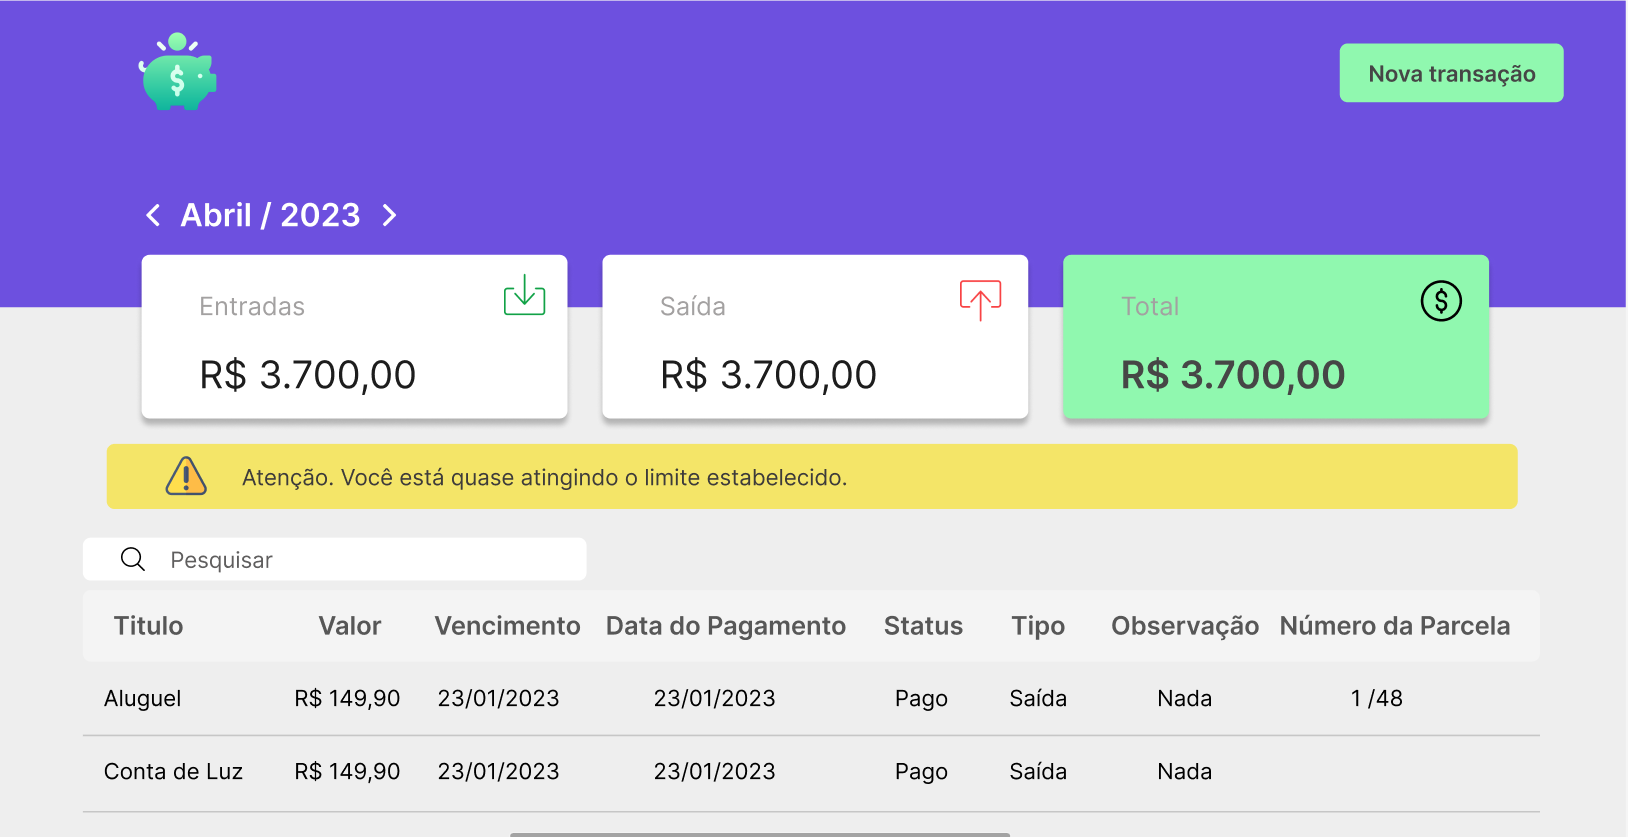 $
Nova transação
< Abril / 2023 >
Entradas
R$ 3.700,00
Saída
R$ 3.700,00
Total
$
R$ 3.700,00
Atenção. Você está quase atingindo o limite estabelecido.
Pesquisar
Titulo Valor Vencimento Data do Pagamento Status Tipo Observação Número da Parcela
Aluguel R$ 149,90 23/01/2023 23/01/2023 Pago Saída Nada 1 /48
Conta de Luz R$ 149,90 23/01/2023 23/01/2023 Pago Saída Nada